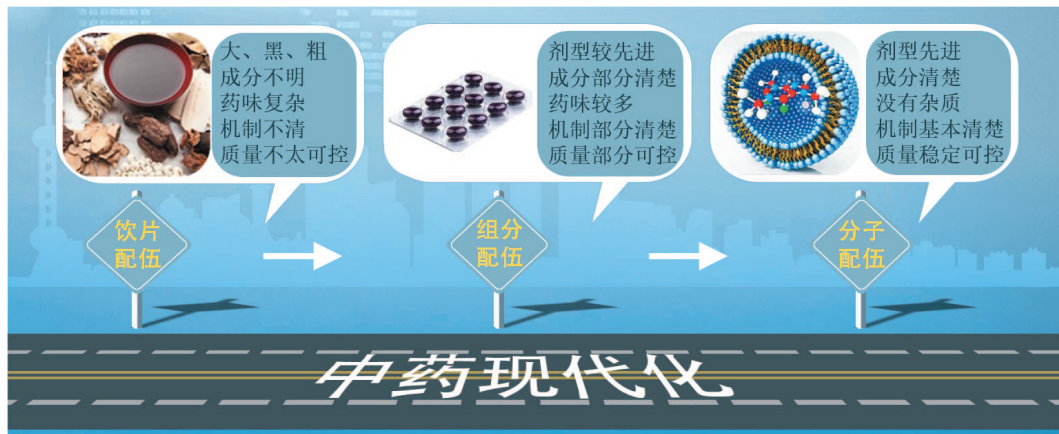 大、黑、粗
成分不明
药味复杂
机制不清
质量不太可控
剂型较先进
成分部分清楚
药味较多
机制部分清楚
质量部分可控
剂型先进
成分清楚
没有杂质
机制基本清楚
质量稳定可控
饮片
配伍
组分
配伍
分子
配伍
中药现代化